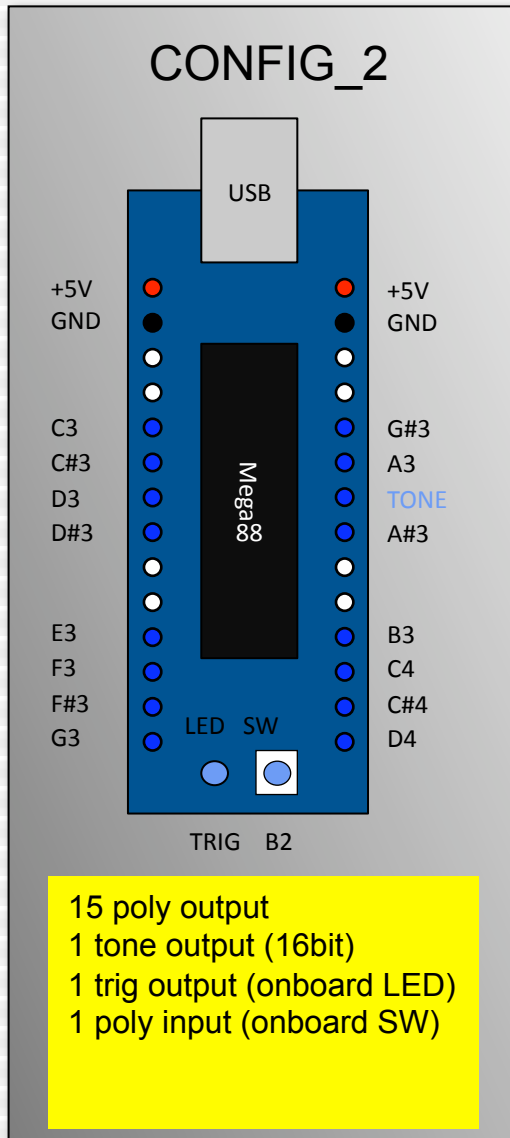 CONFIG_2
USB
+5V +5V
GND GND
C3 G#3
C#3 A3
D3 TONE
D#3 A#3
Mega88
E3 B3
F3 C4
F#3 C#4
G3 D4
LED SW
TRIG B2
15 poly output
1 tone output (16bit)
1 trig output (onboard LED)
1 poly input (onboard SW)